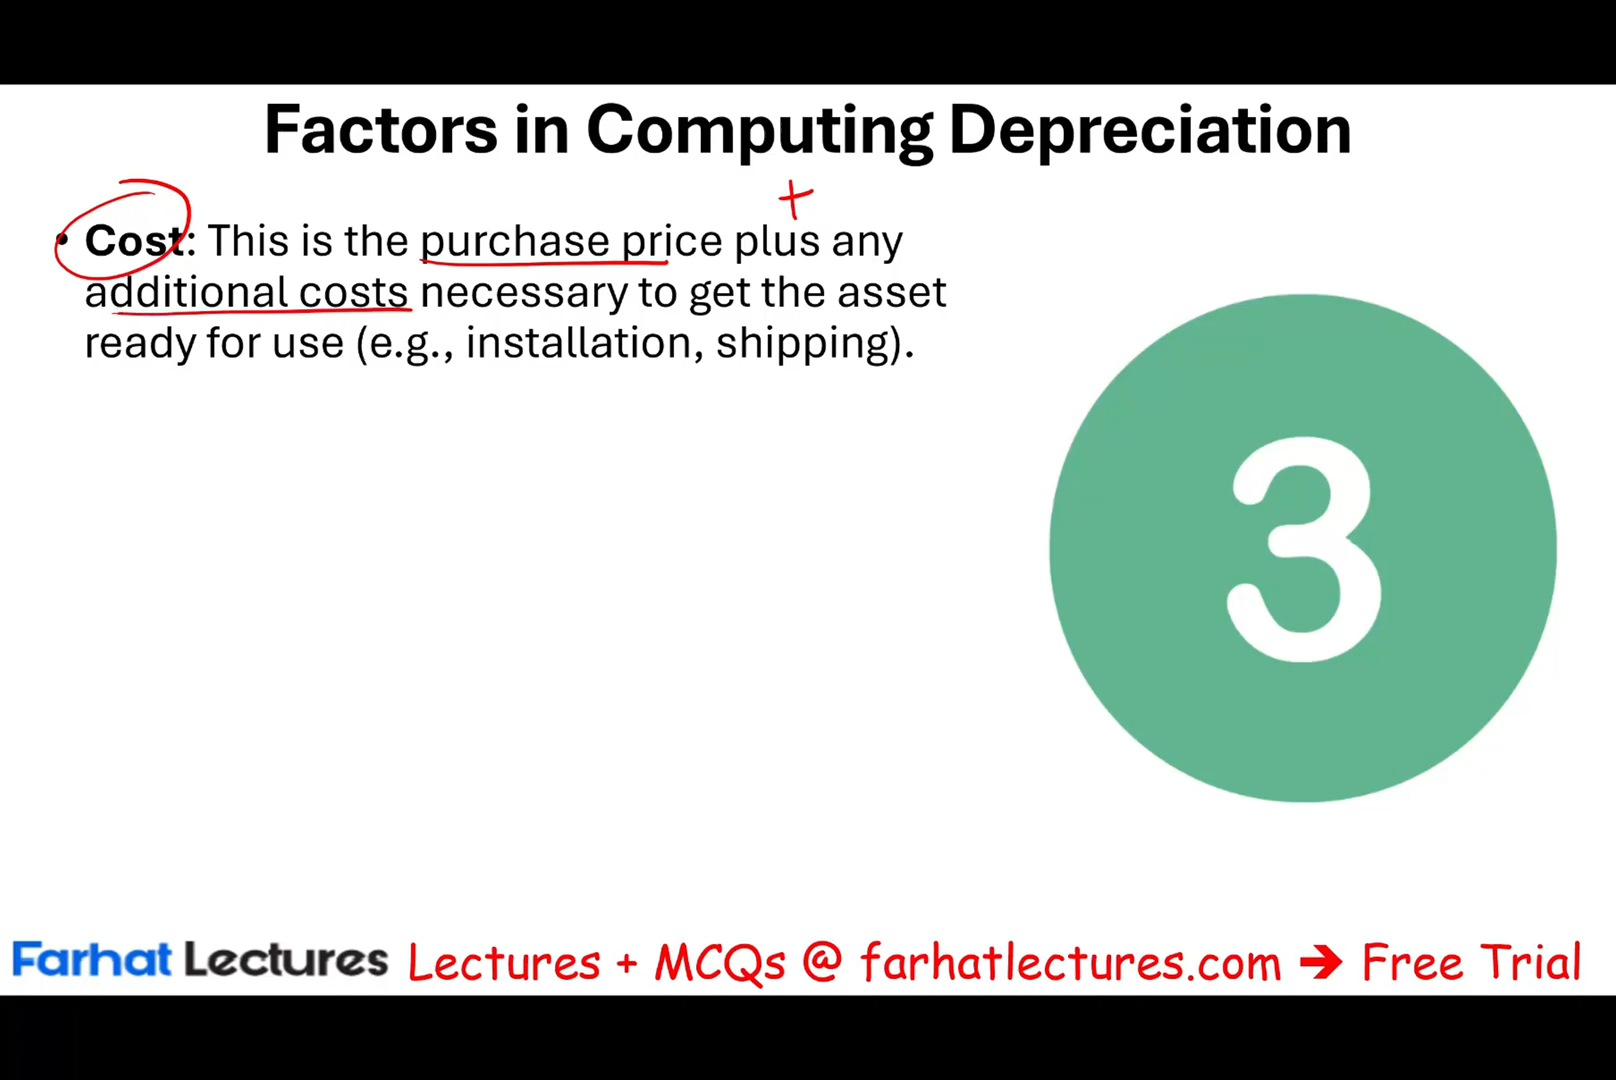 Factors in Computing Depreciation
+
• Cost: This is the purchase price plus any
additional costs necessary to get the asset
ready for use (e.g., installation, shipping).
3
Farhat Lectures Lectures + MCQs @ farhatlectures.com ➔ Free Trial